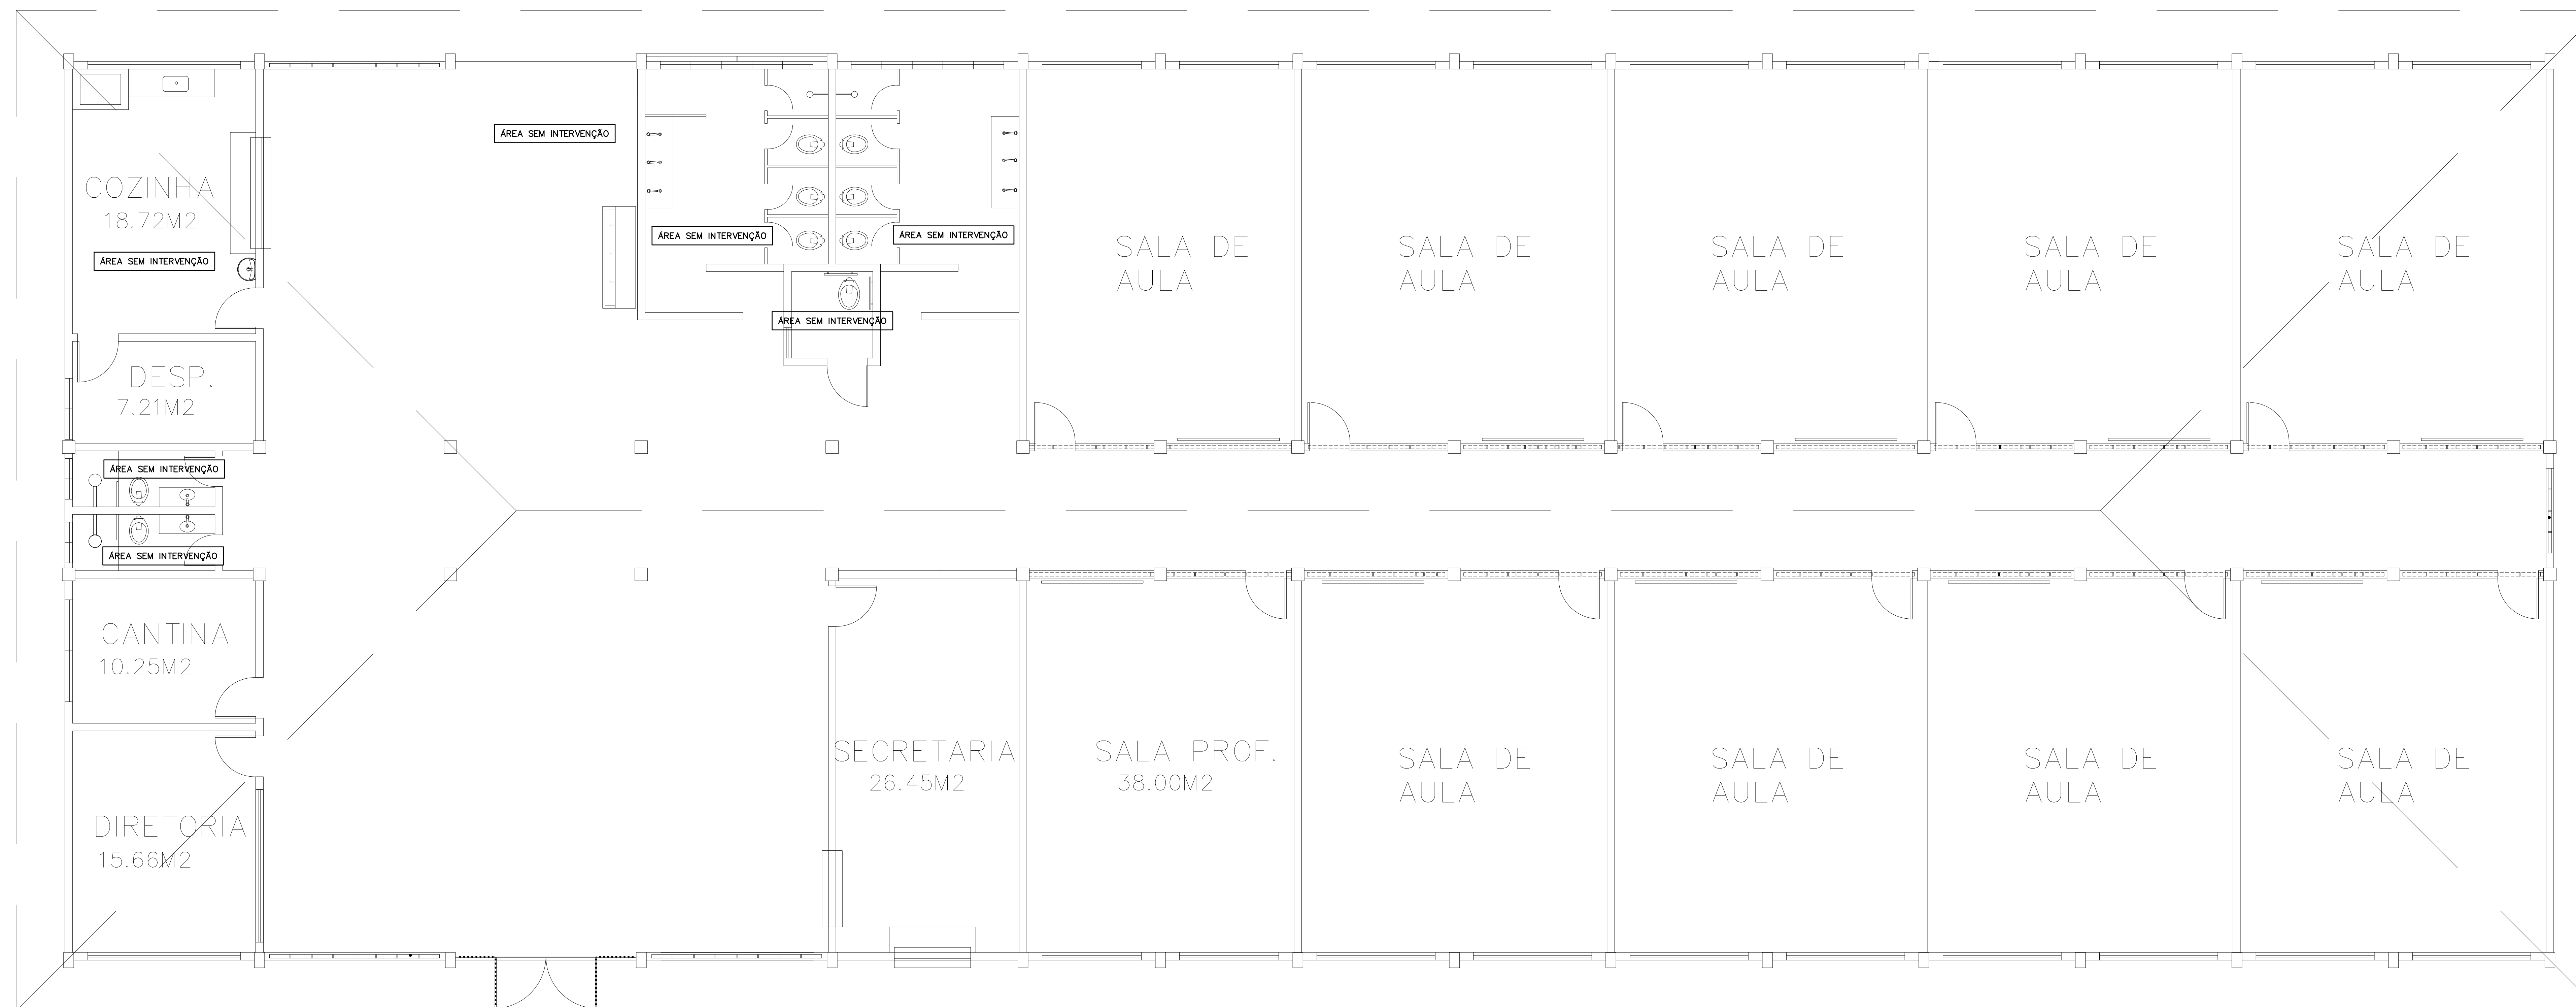 ÁREA SEM INTERVENÇÃO
COZINHA
18.72M2
ÁREA SEM INTERVENÇÃO
ÁREA SEM INTERVENÇÃO
ÁREA SEM INTERVENÇÃO
SALA DE
AULA
SALA DE
AULA
SALA DE
AULA
SALA DE
AULA
SALA DE
AULA
ÁREA SEM INTERVENÇÃO
DESP.
7.21M2
ÁREA SEM INTERVENÇÃO
ÁREA SEM INTERVENÇÃO
CANTINA
10.25M2
SECRETARIA
26.45M2
SALA PROF.
38.00M2
SALA DE
AULA
SALA DE
AULA
SALA DE
AULA
SALA DE
AULA
DIRETORIA
15.66M2